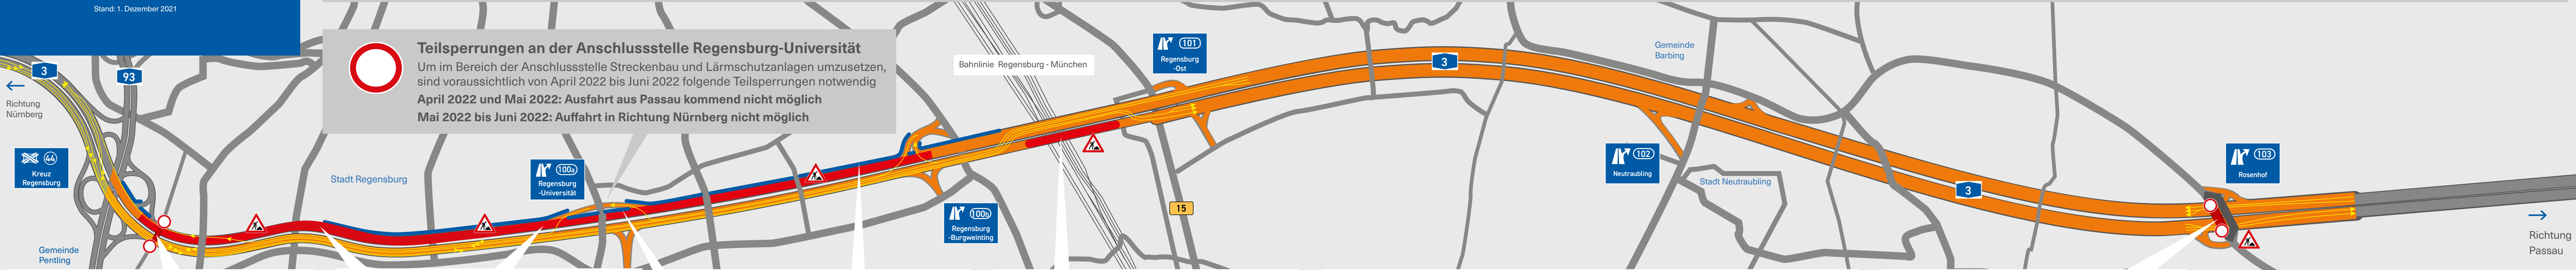 Stand: 1. Dezember 2021
Teilsperrungen an der Anschlussstelle Regensburg-Universität
Um im Bereich der Anschlussstelle Streckenbau und Lärmschutzanlagen umzusetzen,
sind voraussichtlich von April 2022 bis Juni 2022 folgende Teilsperrungen notwendig
April 2022 und Mai 2022: Ausfahrt aus Passau kommend nicht möglich
Mai 2022 bis Juni 2022: Auffahrt in Richtung Nürnberg nicht möglich
3
93
Richtung
Nürnberg
44
Kreuz
Regensburg
Gemeinde
Pentling
Stadt Regensburg
100a
Regensburg
-Universität
Bahnlinie Regensburg - München
100b
Regensburg
-Burgweinting
101
Regensburg
-Ost
15
3
Gemeinde
Barbing
102
Neutraubling
Stadt Neutraubling
3
103
Rosenhof
Richtung
Passau